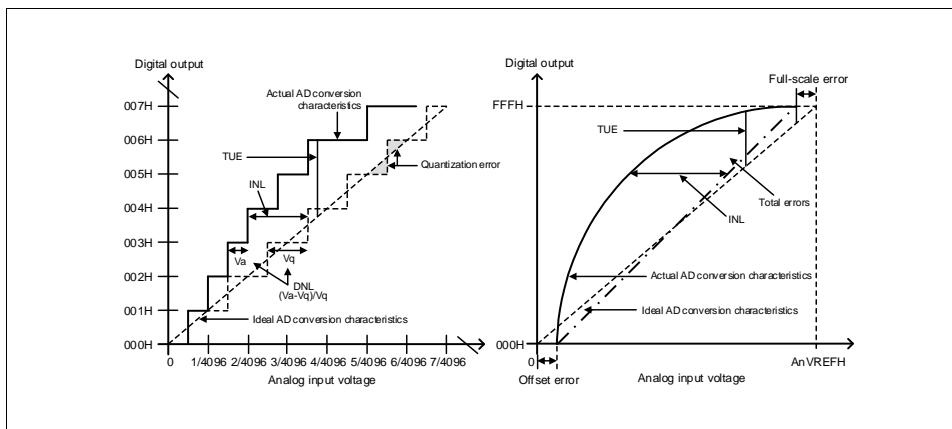 Digital output
007H
006H
005H
004H
003H
002H
001H
000H
Actual AD conversion
characteristics
TUE
Quantization error
INL
Va
Vq
DNL
(Va-Vq)/Vq
Ideal AD conversion characteristics
0
1/4096
2/4096
3/4096
4/4096
5/4096
6/4096
7/4096
Analog input voltage
Digital output
Full-scale error
FFFH
TUE
Total errors
INL
Actual AD conversion characteristics
Ideal AD conversion characteristics
000H
0
AnVREFH
Offset error
Analog input voltage